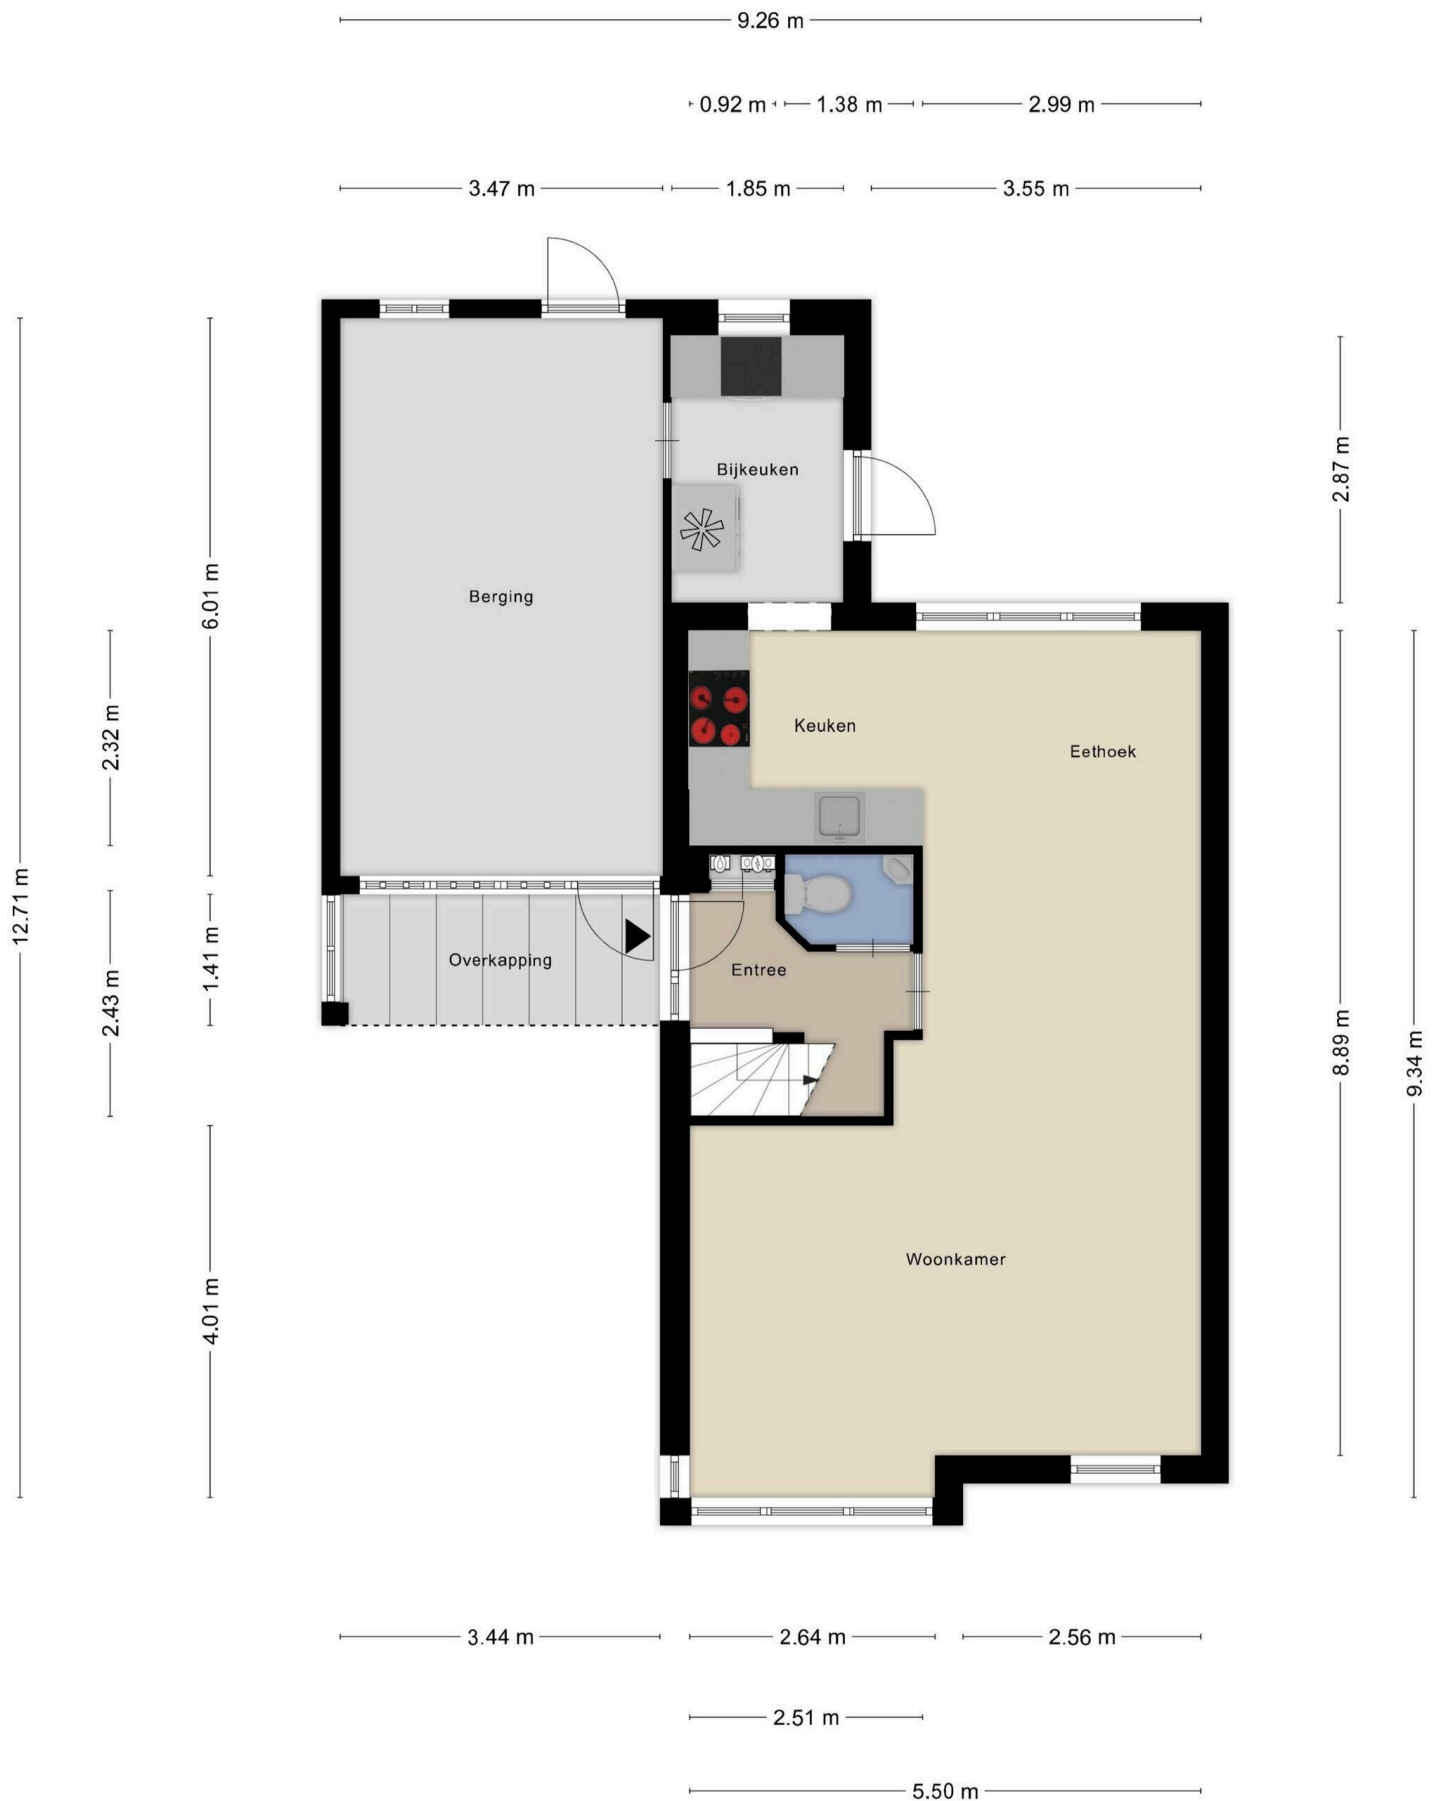 9.26 m
0.92 m
1.38 m
2.99 m
3.47 m
1.85 m
3.55 m
2.87 m
Bijkeuken
6.01 m
Berging
2.32 m
Keuken
Eethoek
12.71 m
1.41 m
Overkapping
Entree
2.43 m
8.89 m
9.34 m
4.01 m
Woonkamer
3.44 m
2.64 m
2.56 m
2.51 m
5.50 m